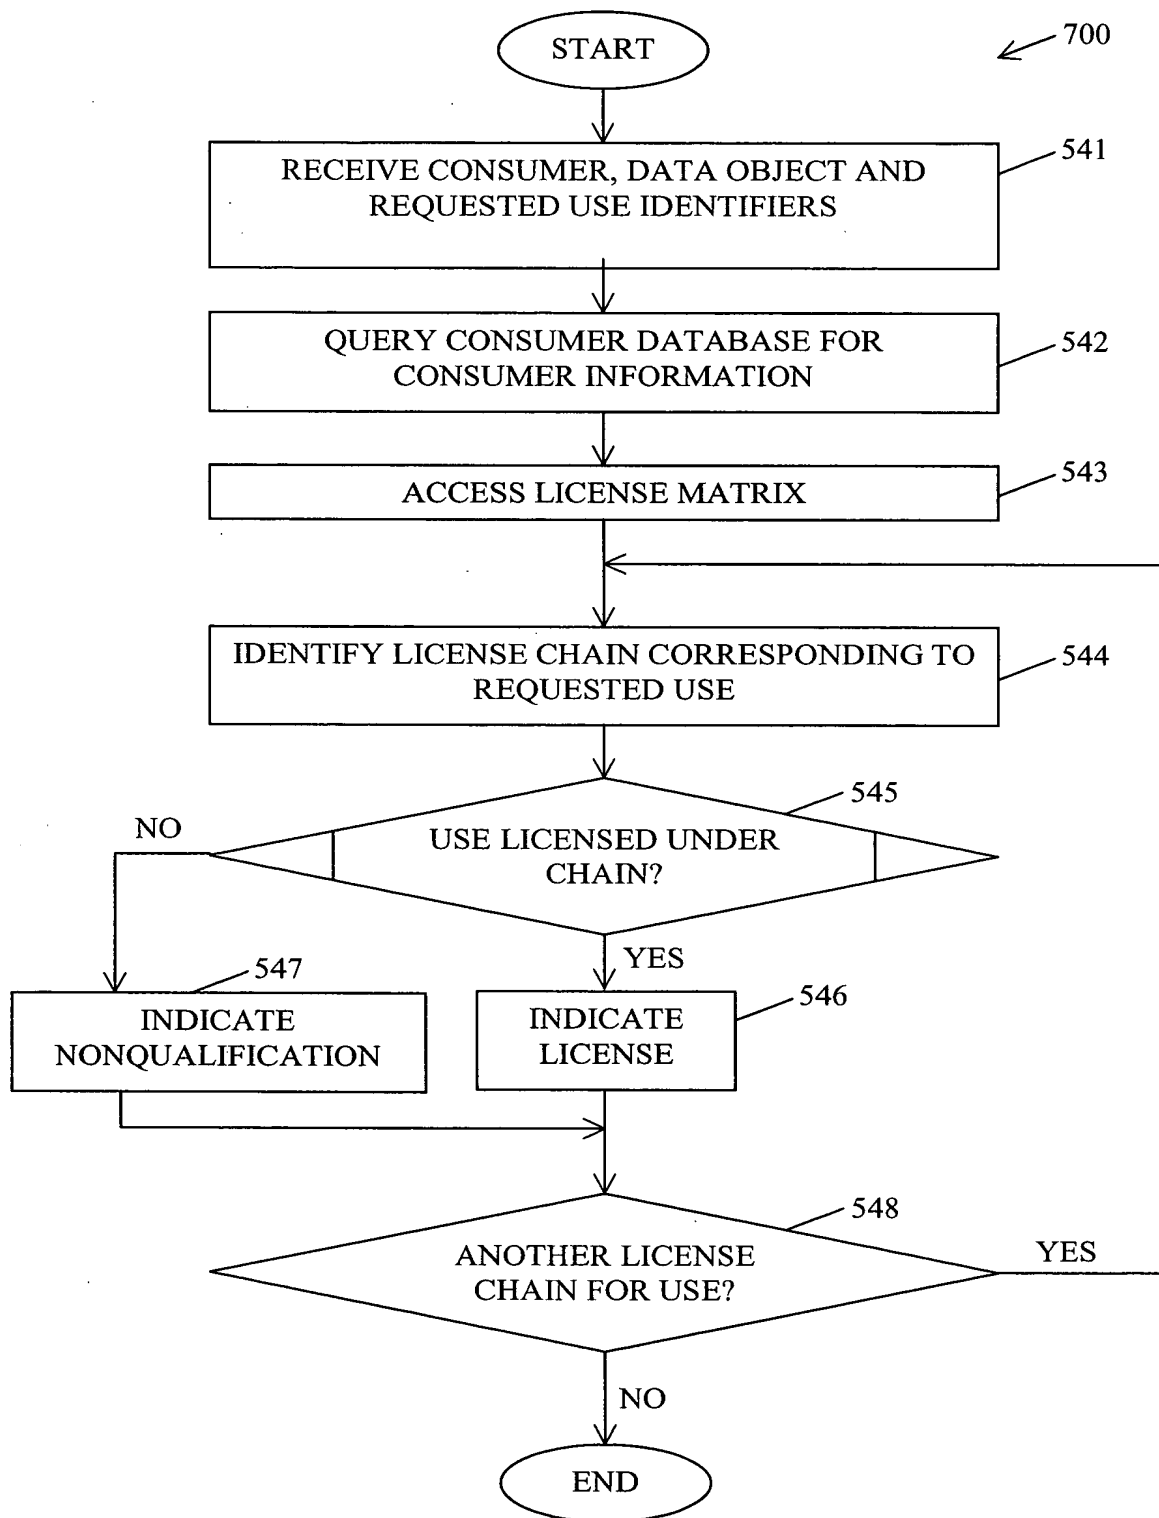 START
700
RECEIVE CONSUMER, DATA OBJECT AND
REQUESTED USE IDENTIFIERS
541
QUERY CONSUMER DATABASE FOR
CONSUMER INFORMATION
542
ACCESS LICENSE MATRIX
543
IDENTIFY LICENSE CHAIN CORRESPONDING TO
REQUESTED USE
544
545
NO
USE LICENSED UNDER
CHAIN?
YES
547
INDICATE
NONQUALIFICATION
546
INDICATE
LICENSE
548
ANOTHER LICENSE
CHAIN FOR USE?
YES
NO
END